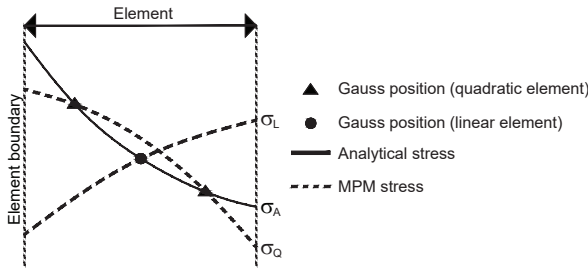 Element
Element boundary
σL
σA
σQ
Gauss position (quadratic element)
Gauss position (linear element)
Analytical stress
MPM stress